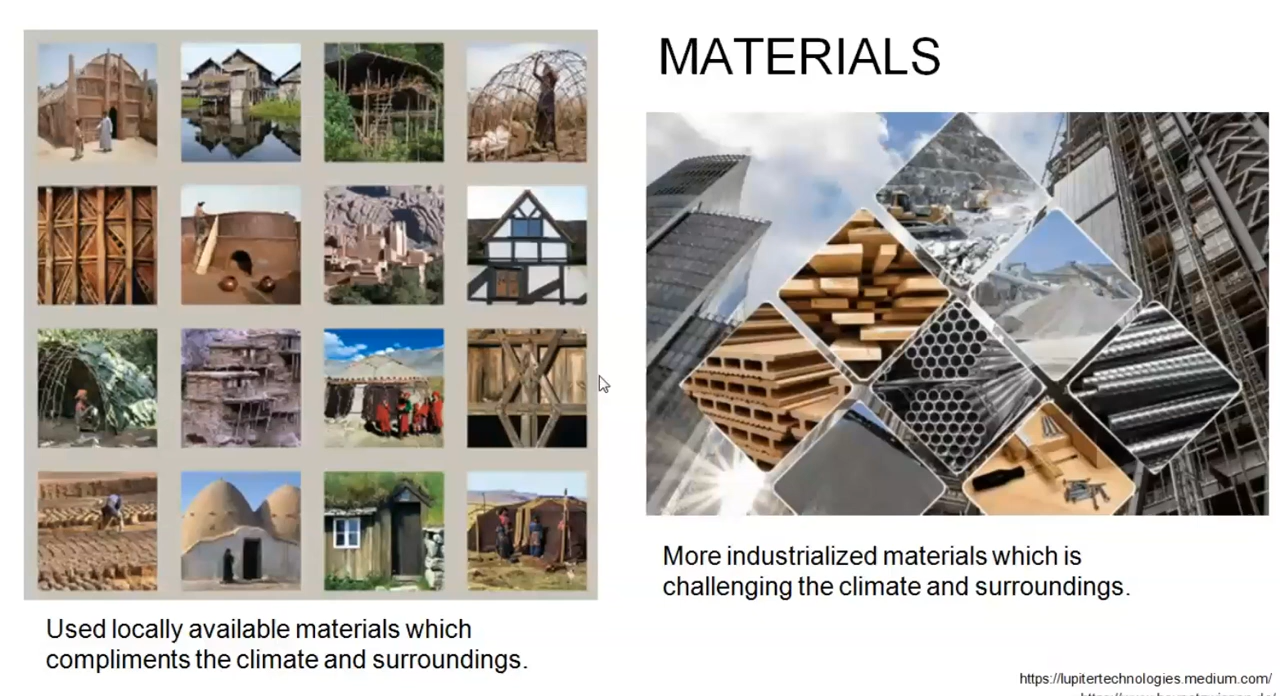 MATERIALS
Used locally available materials which
compliments the climate and surroundings.
More industrialized materials which is
challenging the climate and surroundings.
https://lupitertechnologies.medium.com/